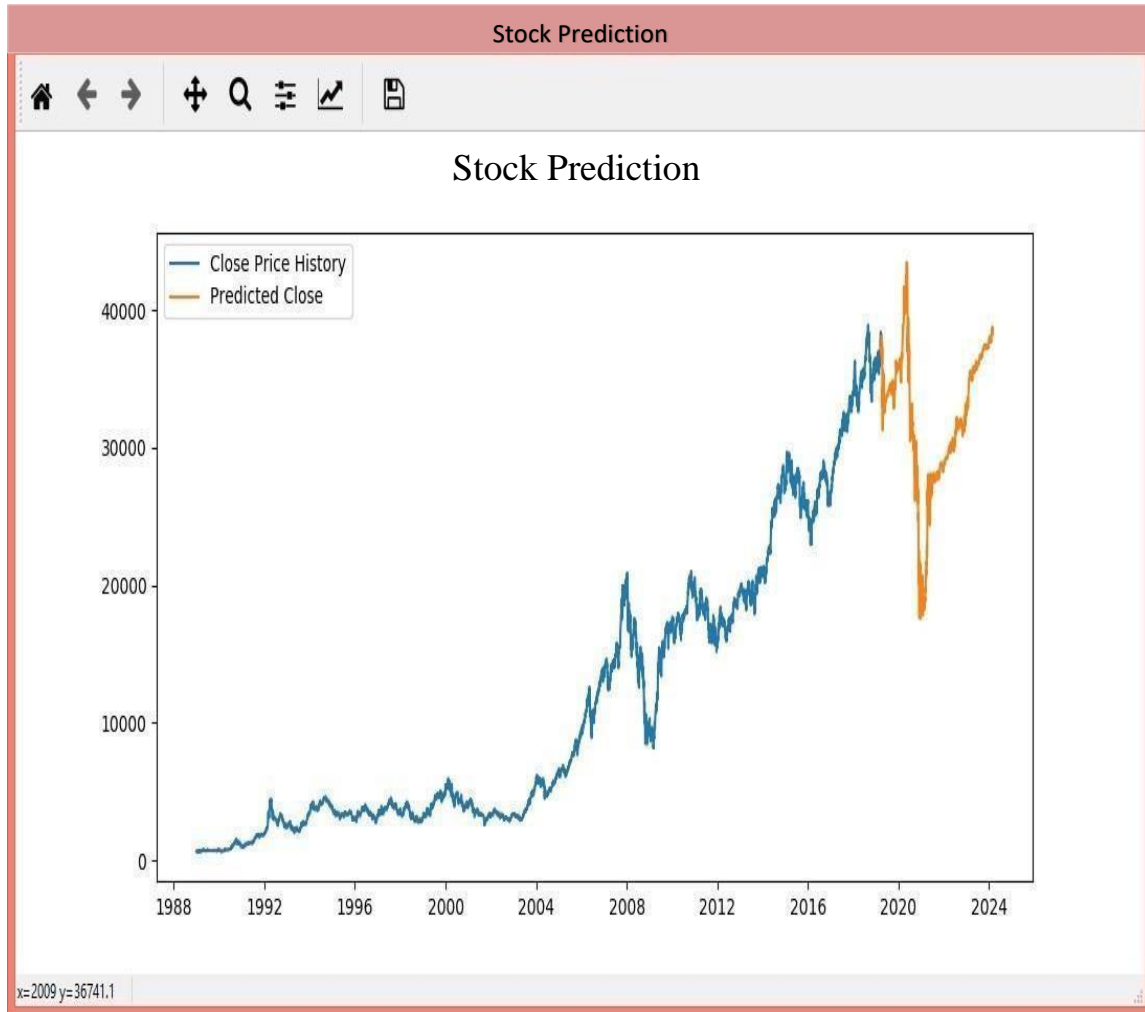 Stock Prediction
Stock Prediction
Close Price History
Predicted Close
40000
30000
20000
10000
0
1988 1992 1996 2000 2004 2008 2012 2016 2020 2024
x=2009 y=36741.1